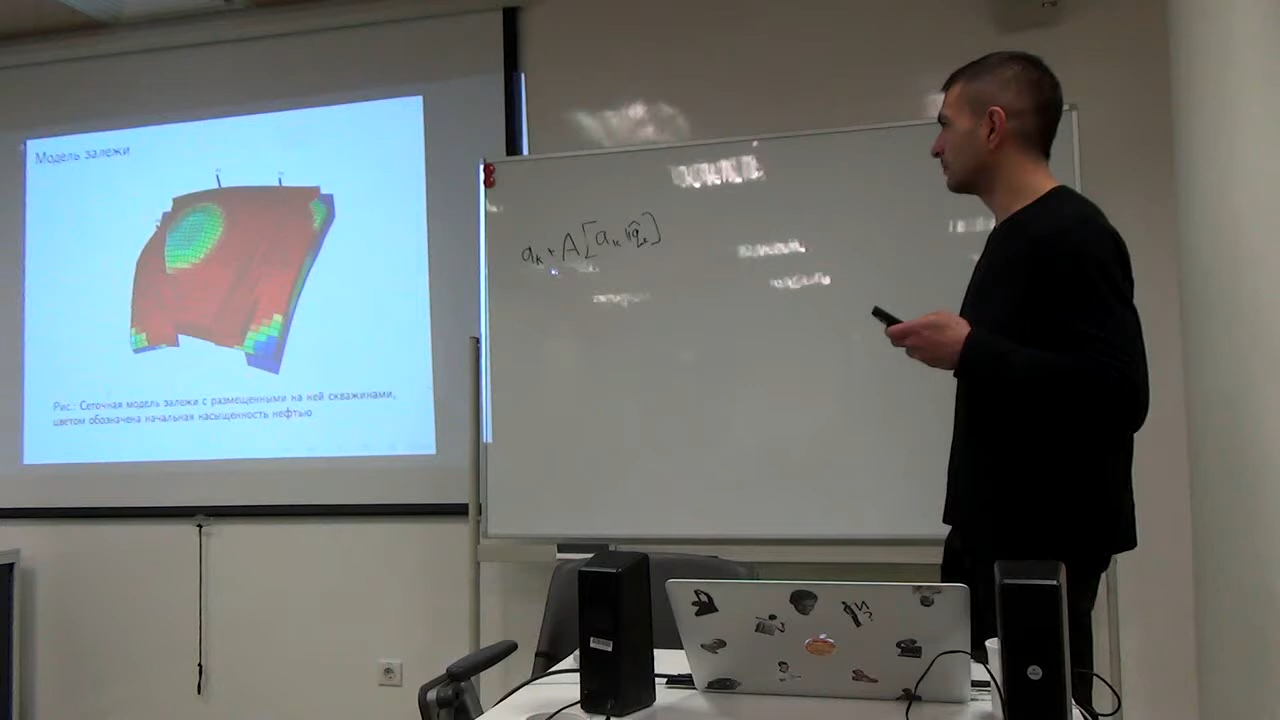 Модель залежи
Рис.: Сеточная модель залежи с размещенными на ней скважинами,
цветом обозначена начальная насыщенность нефтью
И?